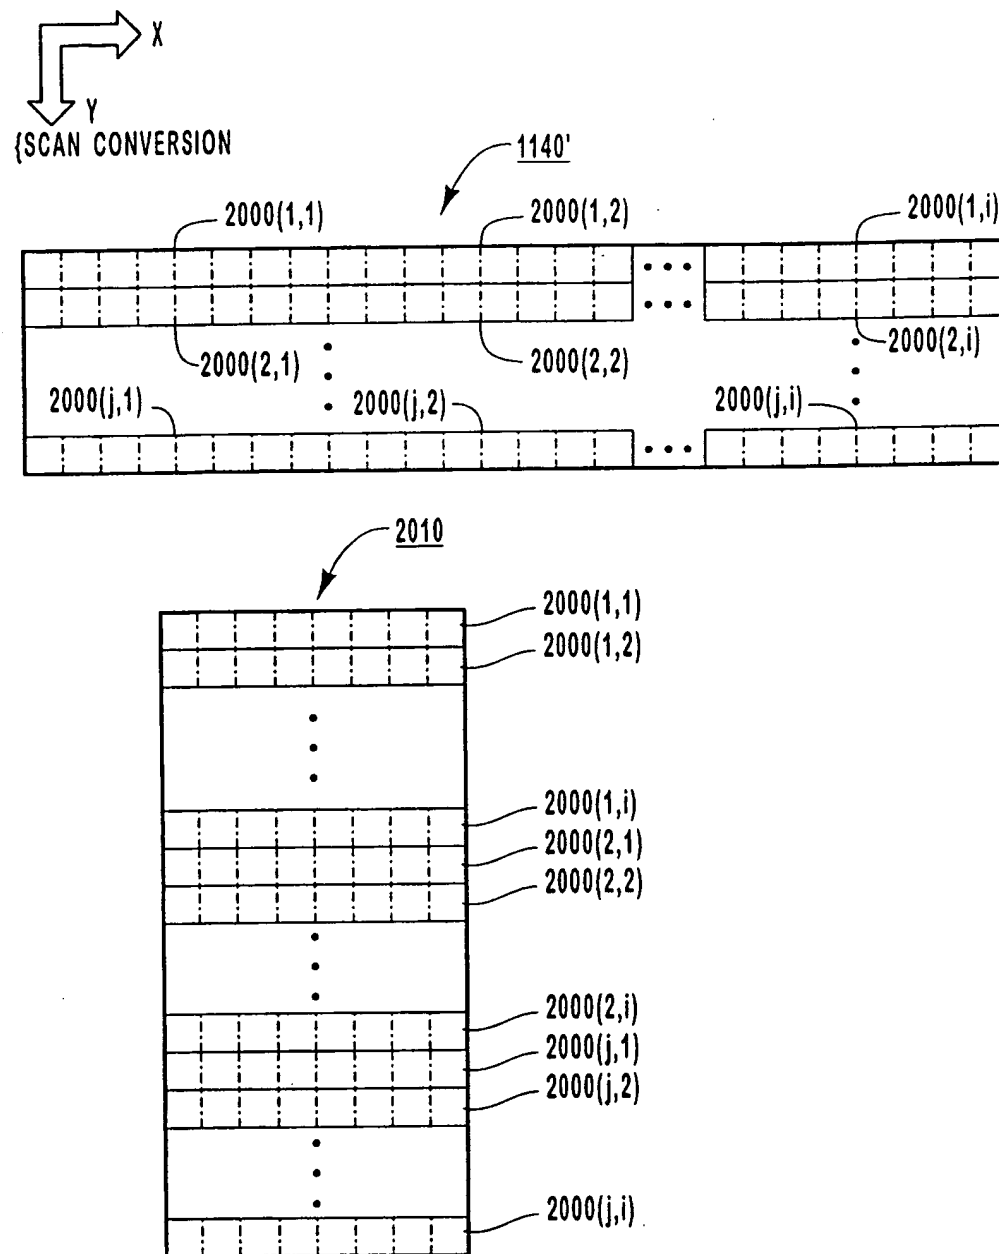 X
Y
{SCAN CONVERSION
1140'
2000(1,1)
2000(1,2)
2000(1,i)
2000(2,1)
2000(2,2)
2000(2,i)
2000(j,1)
2000(j,2)
2000(j,i)
2010
2000(1,1)
2000(1,2)
2000(1,i)
2000(2,1)
2000(2,2)
2000(2,i)
2000(j,1)
2000(j,2)
2000(j,i)